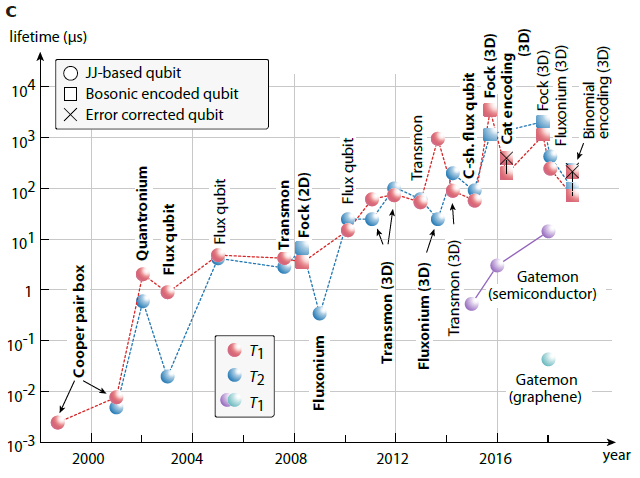 C
lifetime (μs)
JJ-based qubit
Bosonic encoded qubit
Error corrected qubit
10⁴
10³
10²
10¹
1
10⁻¹
10⁻²
10⁻³
Cooper pair box
Quantronium
Flux qubit
Flux qubit
Transmon
Fock (2D)
Fluxonium
Flux qubit
Transmon (3D)
Transmon
Fluxonium (3D)
Transmon (3D)
C-sh. flux qubit
Fock (3D)
Cat encoding
(3D)
Fock (3D)
Fluxonium (3D)
Binomial
encoding (3D)
T₁
T₂
T₁
Gatemon
(semiconductor)
Gatemon
(graphene)
2000
2004
2008
2012
2016
year